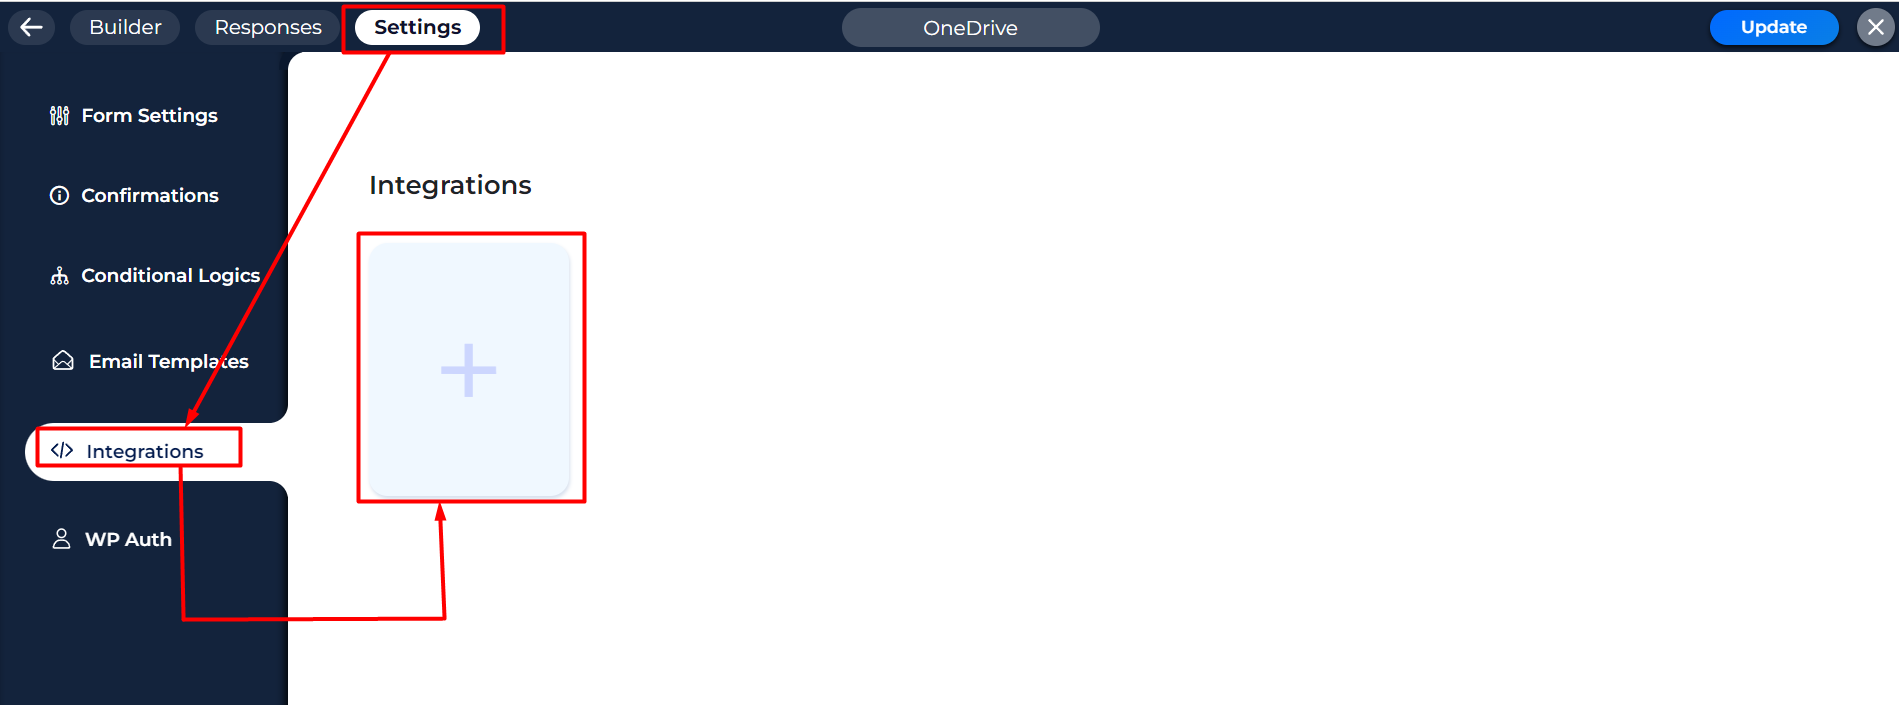 Builder
Responses
Settings
OneDrive
Update
Form Settings
Confirmations
Conditional Logics
Email Templates
Integrations
WP Auth
Integrations